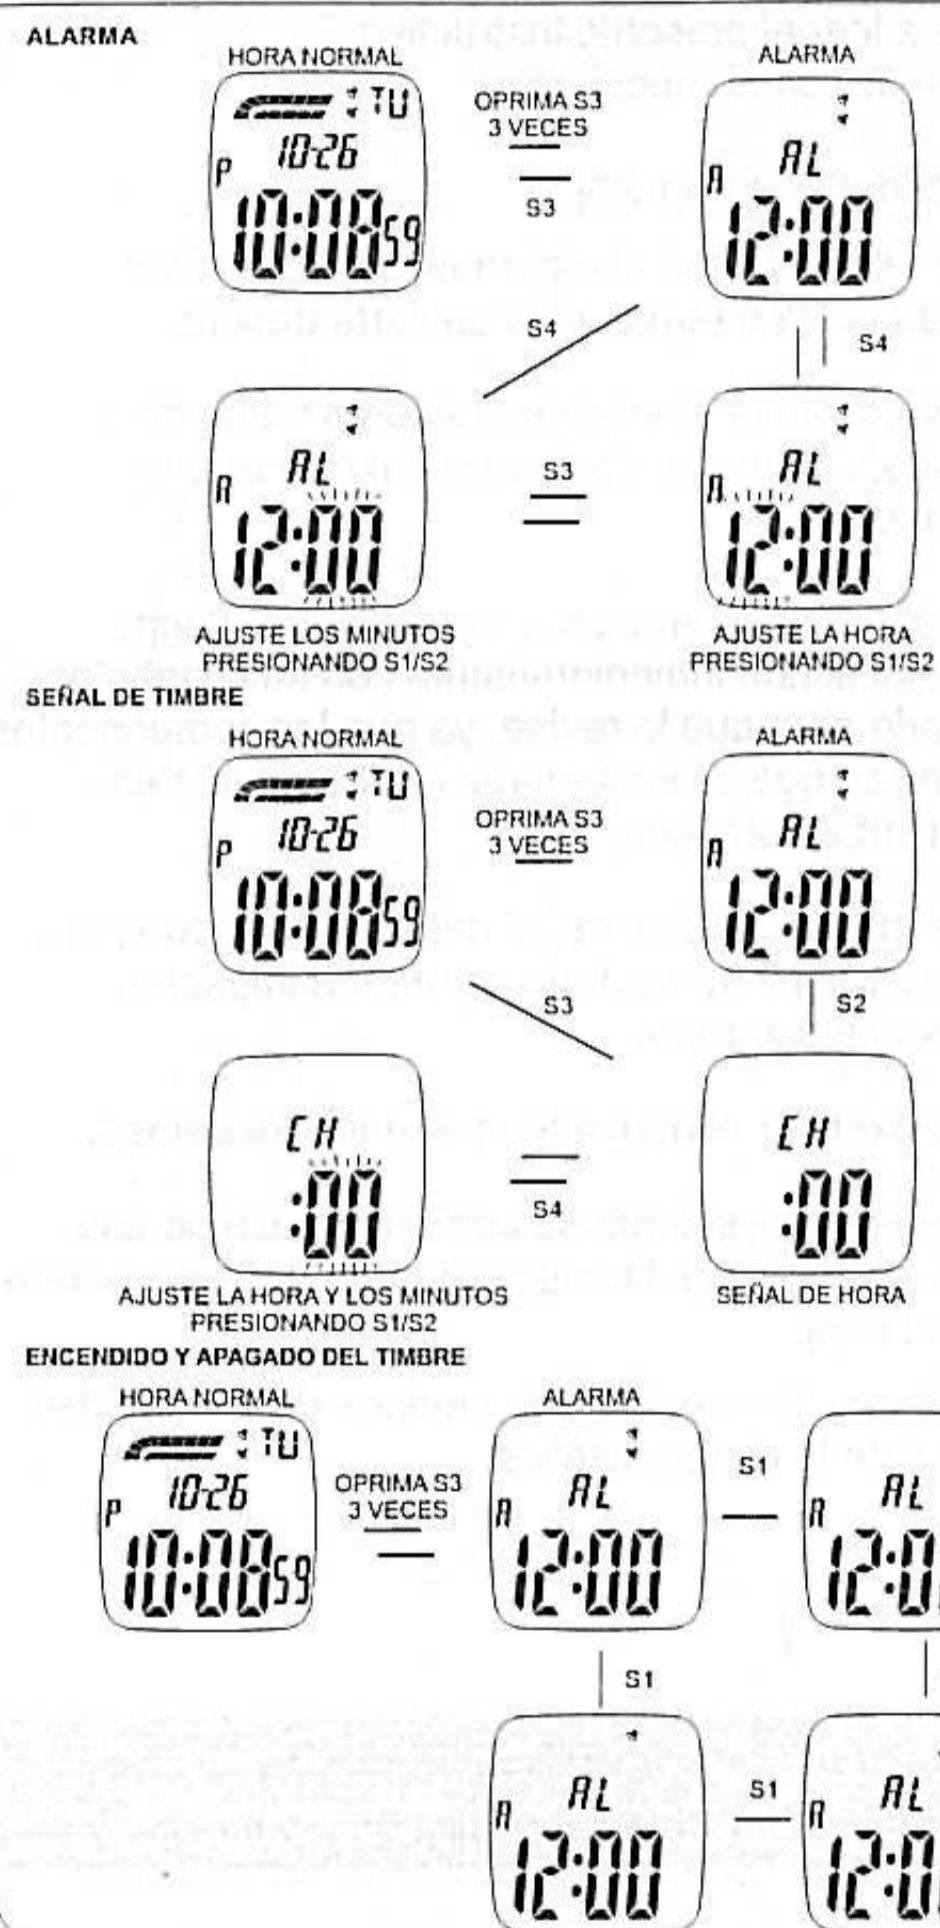 ALARMA
HORA NORMAL
TU
10-26
P
10:08 59
OPRIMA S3
3 VECES
S3
ALARMA
AL
A
12:00
S4
S4
AL
A
12:00
AJUSTE LOS MINUTOS
PRESIONANDO S1/S2
S3
AL
A
12:00
AJUSTE LA HORA
PRESIONANDO S1/S2
SEÑAL DE TIMBRE
HORA NORMAL
TU
10-26
P
10:08 59
OPRIMA S3
3 VECES
ALARMA
AL
A
12:00
S3
S2
CH
:00
AJUSTE LA HORA Y LOS MINUTOS
PRESIONANDO S1/S2
S4
CH
:00
SEÑAL DE HORA
ENCENDIDO Y APAGADO DEL TIMBRE
HORA NORMAL
TU
10-26
P
10:08 59
OPRIMA S3
3 VECES
ALARMA
AL
A
12:00
S1
AL
A
12:0
S1
AL
A
12:00
S1
AL
A
12:0